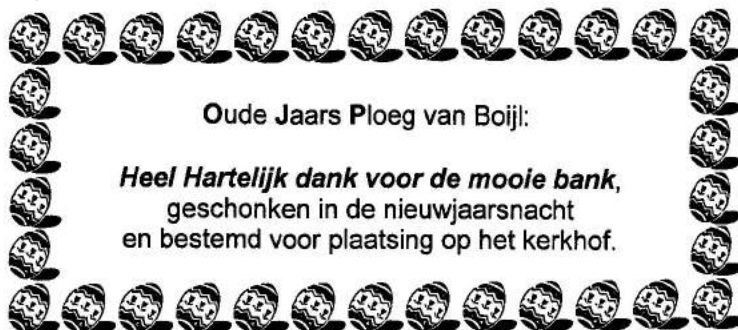 Oude Jaars Ploeg van Boijl:
Heel Hartelijk dank voor de mooie bank,
geschonken in de nieuwjaarsnacht
en bestemd voor plaatsing op het kerkhof.